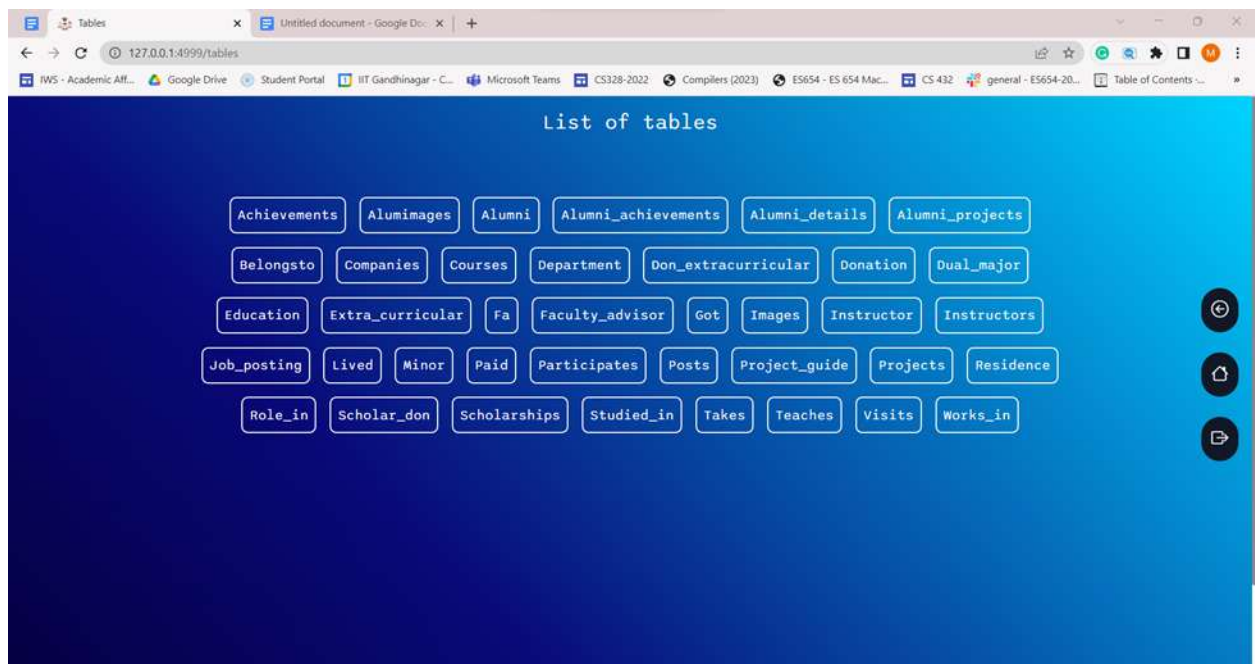 Tables Untitled document - Google Doc
127.0.0.1:4999/tables
IWS - Academic Aff... Google Drive Student Portal IIT Gandhinagar - C... Microsoft Teams CS328-2022 Compilers (2023) ES654 - ES 654 Mac... CS 432 general - ES654-20... Table of Contents -...
M
List of tables
Achievements Alumimages Alumni Alumni_achievements Alumni_details Alumni_projects
Belongsto Companies Courses Department Don_extracurricular Donation Dual_major
Education Extra_curricular Fa Faculty_advisor Got Images Instructor Instructors
Job_posting Lived Minor Paid Participates Posts Project_guide Projects Residence
Role_in Scholar_don Scholarships Studied_in Takes Teaches Visits Works_in